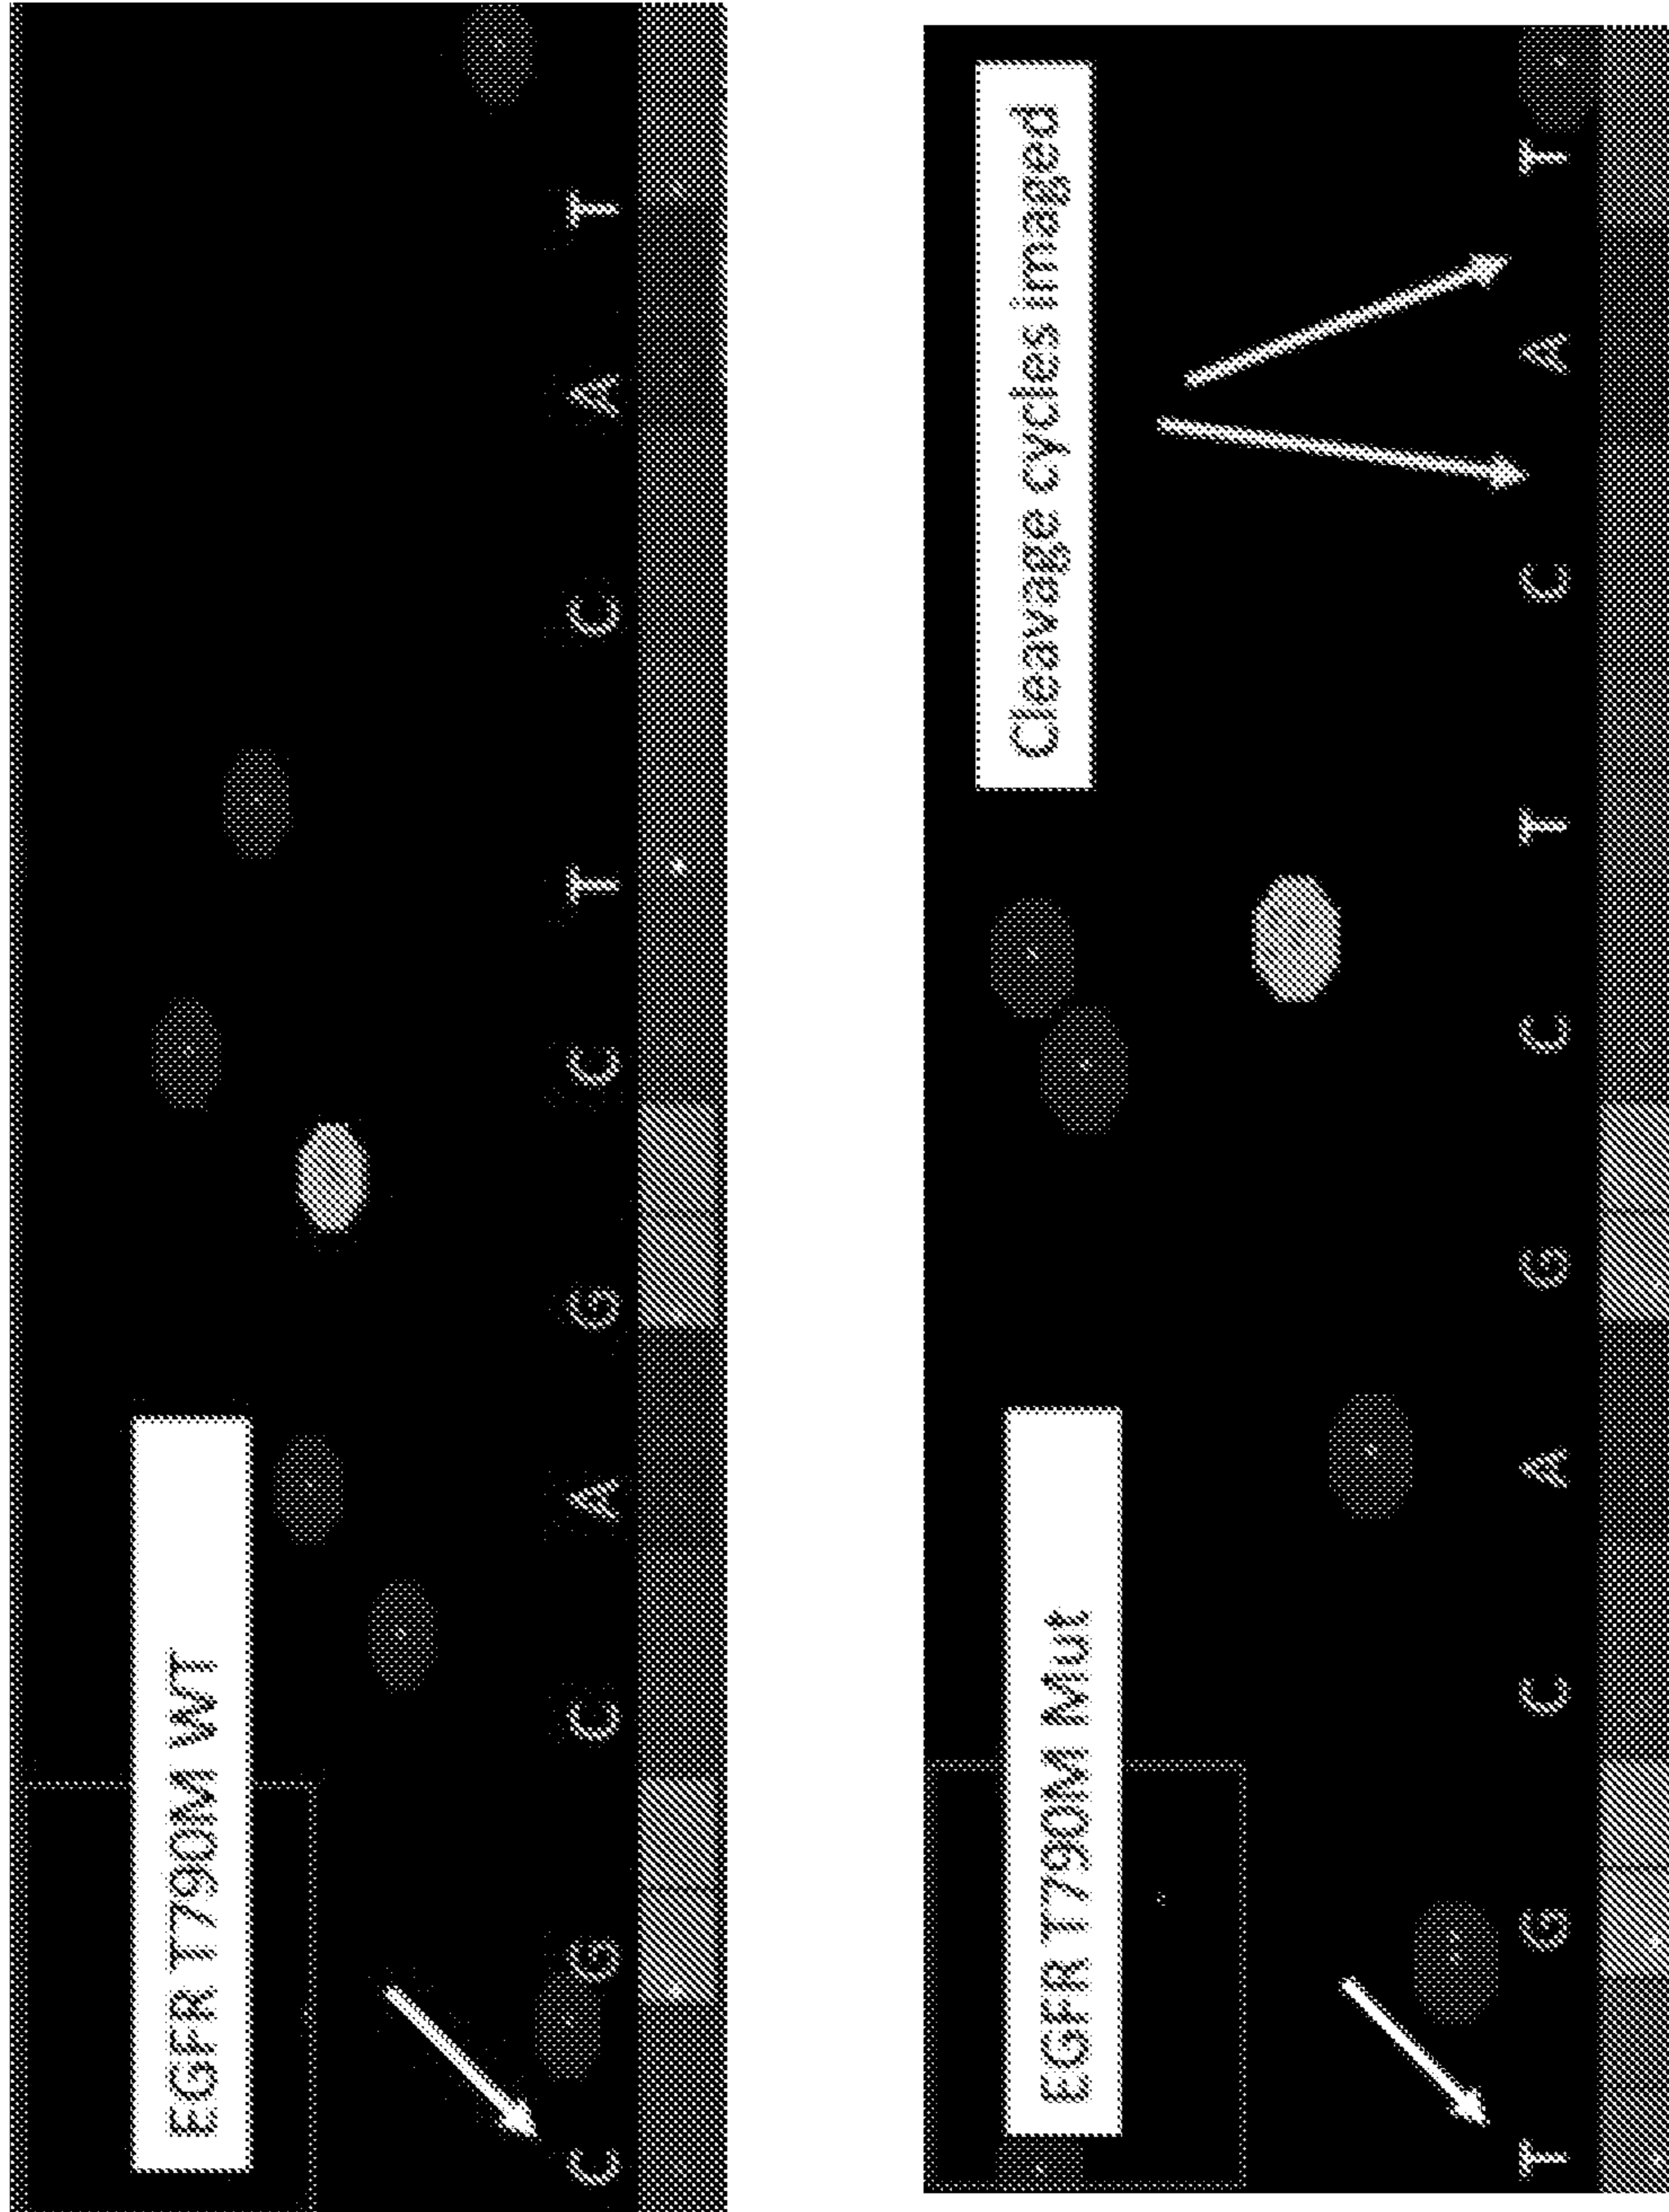 EGFR T790M WT
C G C A G C T C A T
EGFR T790M Mut
Cleavage cycles imaged
T G C A G C T C A T